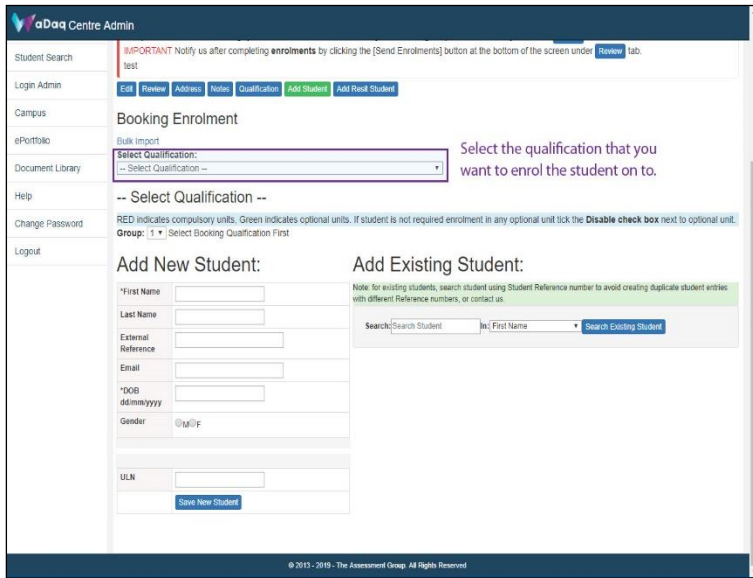 VaDaq Centre Admin
Student Search
Login Admin
Campus
ePortfolio
Document Library
Help
Change Password
Logout
IMPORTANT Notify us after completing enrolments by clicking the [Send Enrolments] button at the bottom of the screen under Review tab.
test
Edit Review Address Notes Qualification Add Student Add Resit Student
Booking Enrolment
Bulk Import
Select Qualification:
-- Select Qualification --
Select the qualification that you
want to enrol the student on to.
-- Select Qualification --
RED indicates compulsory units, Green indicates optional units. If student is not required enrolment in any optional unit tick the Disable check box next to optional unit.
Group: 1 Select Booking Qualification First
Add New Student:
*First Name
Last Name
External
Reference
Email
*DOB
dd/mm/yyyy
Gender M F
ULN
Save New Student
Add Existing Student:
Note: for existing students, search student using Student Reference number to avoid creating duplicate student entries
with different Reference numbers, or contact us.
Search: Search Student In: First Name Search Existing Student
© 2013 - 2019 - The Assessment Group. All Rights Reserved